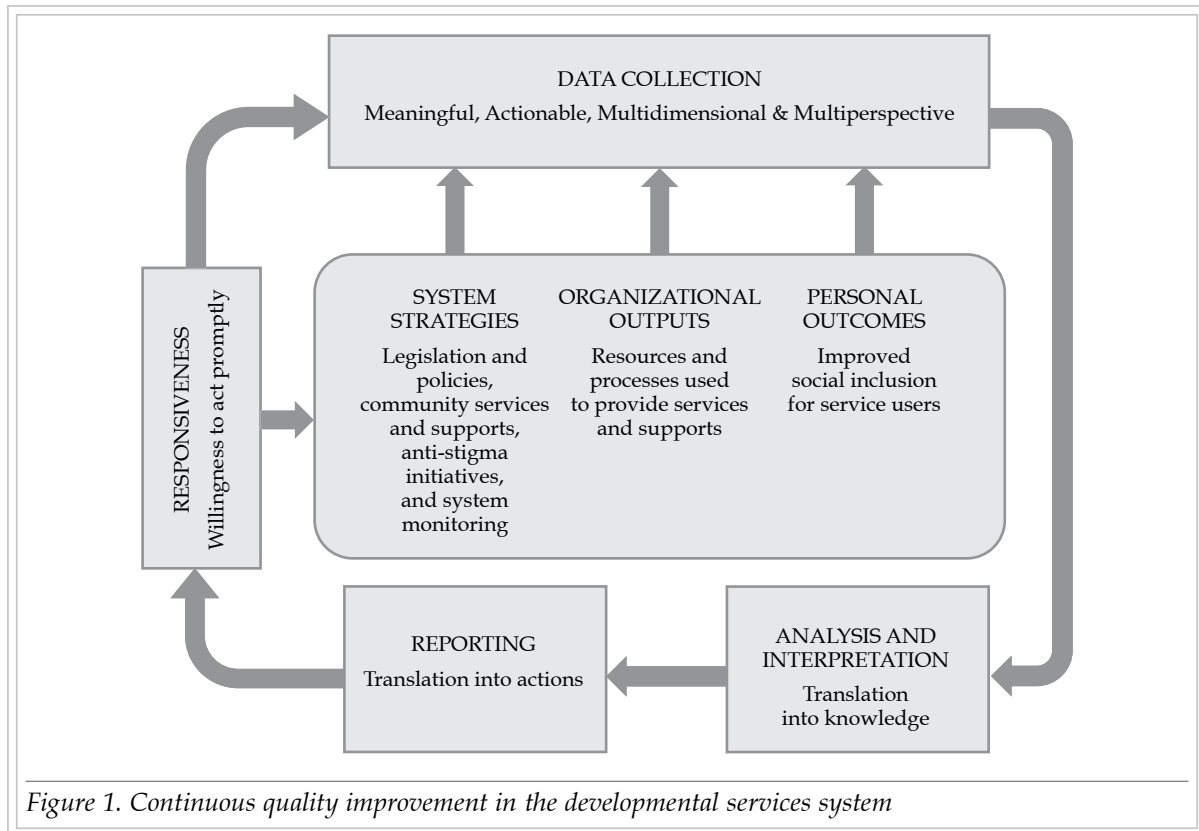 DATA COLLECTION
Meaningful, Actionable, Multidimensional & Multiperspective
RESPONSIVENESS
Willingness to act promptly
SYSTEM
STRATEGIES
Legislation and
policies,
community services
and supports,
anti-stigma
initiatives,
and system
monitoring
ORGANIZATIONAL
OUTPUTS
Resources and
processes used
to provide services
and supports
PERSONAL
OUTCOMES
Improved
social inclusion
for service users
REPORTING
Translation into actions
ANALYSIS AND
INTERPRETATION
Translation
into knowledge
Figure 1. Continuous quality improvement in the developmental services system